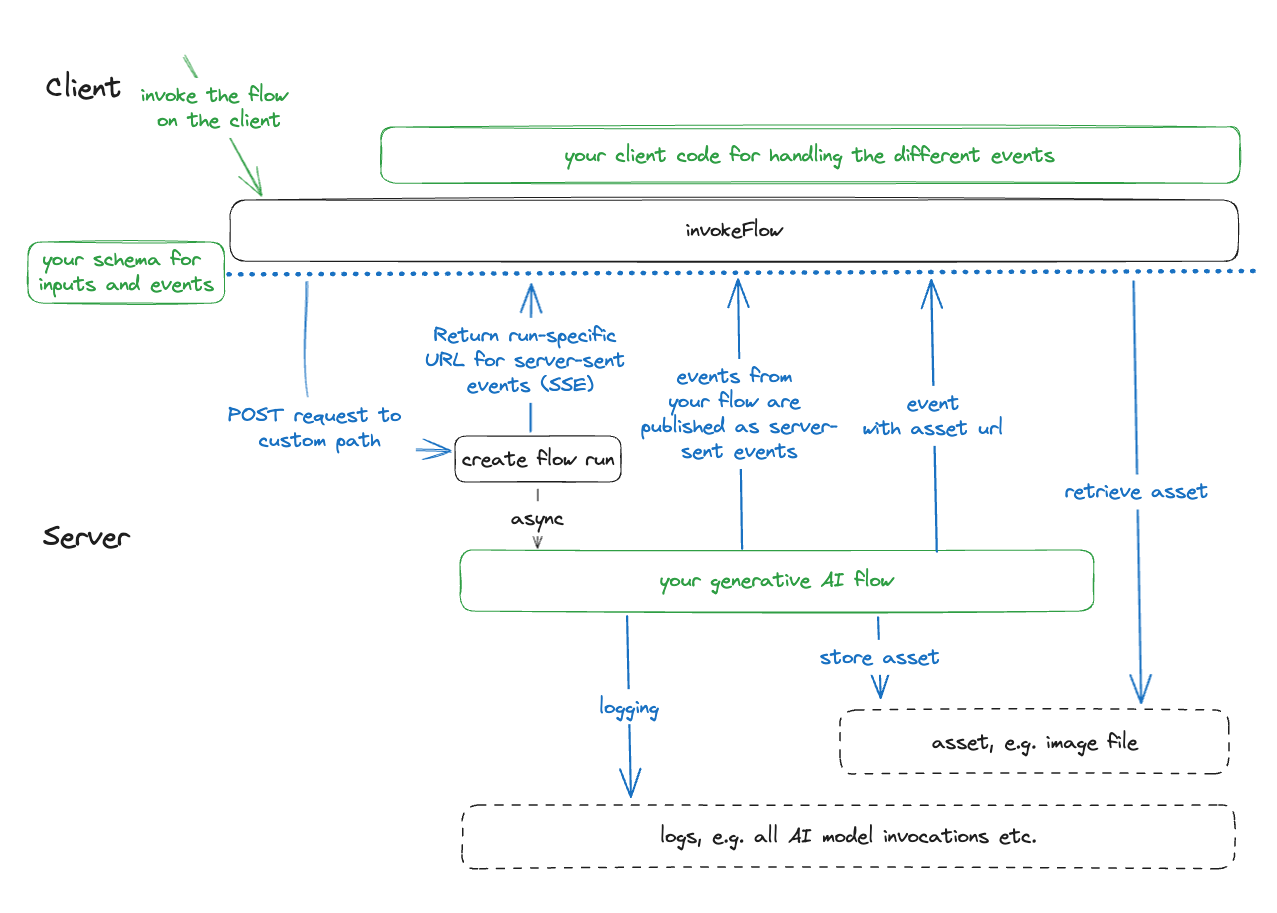 Client
invoke the flow
on the client
your client code for handling the different events
invokeFlow
your schema for
inputs and events
Return run-specific
URL for server-sent
events (SSE)
events from
your flow are
published as server-
sent events
event
with asset url
POST request to
custom path
create flow run
retrieve asset
async
Server
your generative AI flow
store asset
logging
asset, e.g. image file
logs, e.g. all AI model invocations etc.